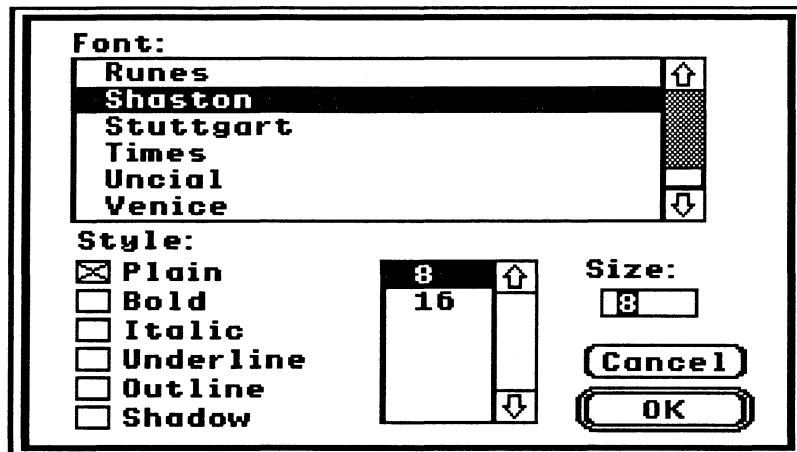 Font:
Runes
Shaston
Stuttgart
Times
Uncial
Venice
Style:
Plain
Bold
Italic
Underline
Outline
Shadow
8
16
Size:
8
Cancel
OK